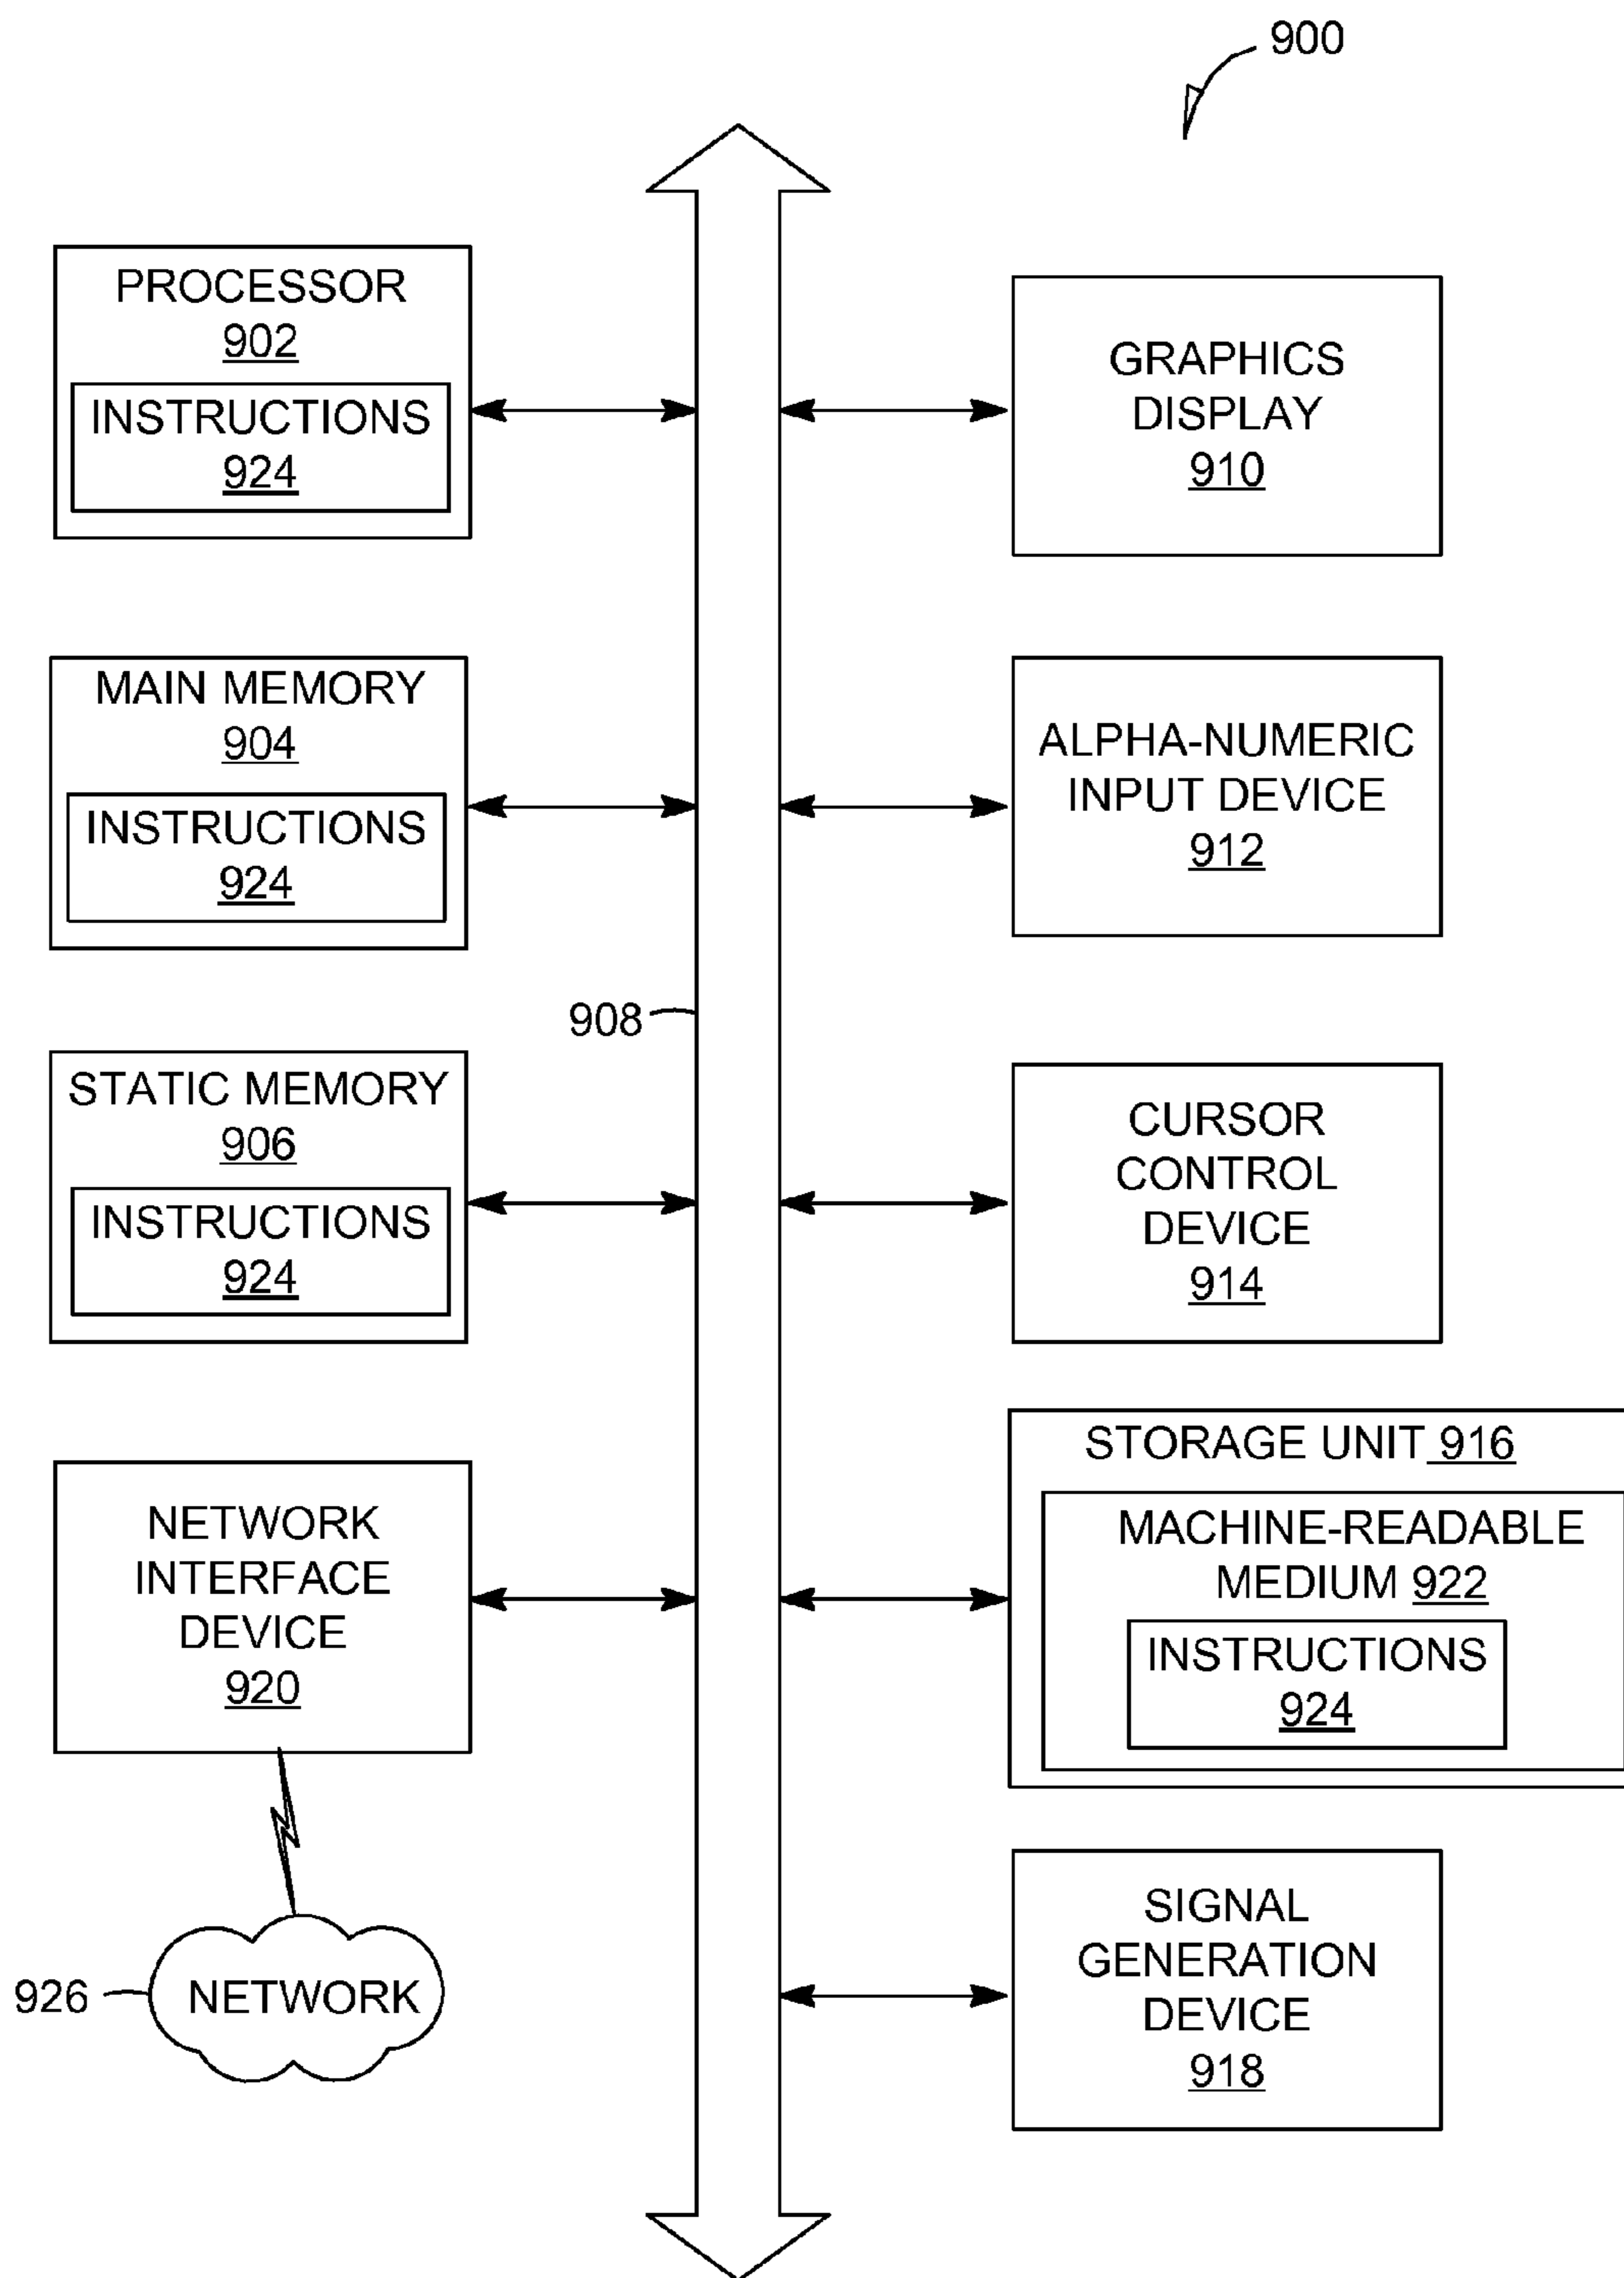 900
PROCESSOR
902
INSTRUCTIONS
924
GRAPHICS
DISPLAY
910
MAIN MEMORY
904
INSTRUCTIONS
924
ALPHA-NUMERIC
INPUT DEVICE
912
908
STATIC MEMORY
906
INSTRUCTIONS
924
CURSOR
CONTROL
DEVICE
914
NETWORK
INTERFACE
DEVICE
920
STORAGE UNIT 916
MACHINE-READABLE
MEDIUM 922
INSTRUCTIONS
924
926
NETWORK
SIGNAL
GENERATION
DEVICE
918